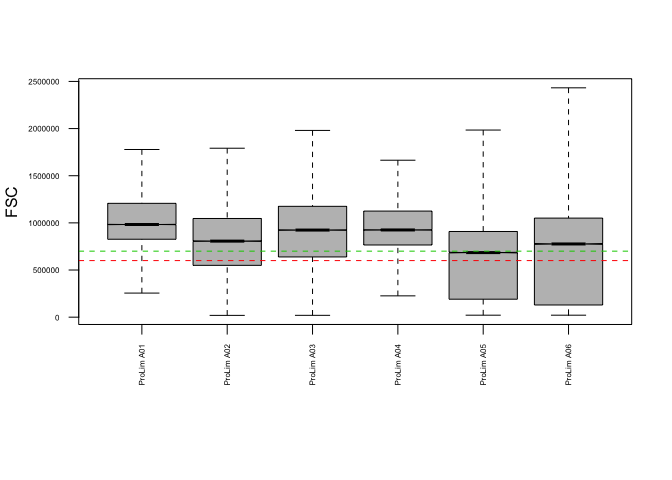 FSC
2500000
2000000
1500000
1000000
500000
0
ProLim A01
ProLim A02
ProLim A03
ProLim A04
ProLim A05
ProLim A06